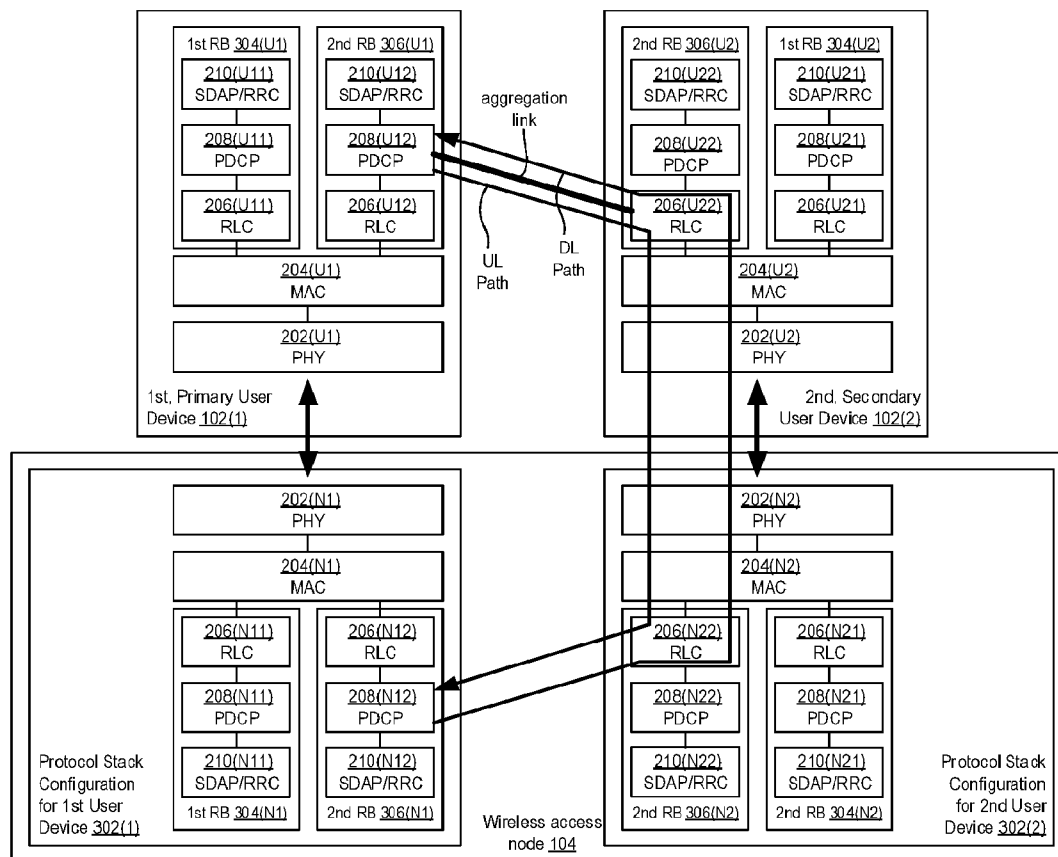 1st RB 304(U1)
210(U11)
SDAP/RRC
208(U11)
PDCP
206(U11)
RLC
2nd RB 306(U1)
210(U12)
SDAP/RRC
208(U12)
PDCP
206(U12)
RLC
204(U1)
MAC
202(U1)
PHY
1st, Primary User
Device 102(1)
aggregation
link
UL
Path
DL
Path
2nd RB 306(U2)
210(U22)
SDAP/RRC
208(U22)
PDCP
206(U22)
RLC
1st RB 304(U2)
210(U21)
SDAP/RRC
208(U21)
PDCP
206(U21)
RLC
204(U2)
MAC
202(U2)
PHY
2nd, Secondary
User Device 102(2)
202(N1)
PHY
204(N1)
MAC
206(N11)
RLC
208(N11)
PDCP
210(N11)
SDAP/RRC
1st RB 304(N1)
206(N12)
RLC
208(N12)
PDCP
210(N12)
SDAP/RRC
2nd RB 306(N1)
Protocol Stack
Configuration
for 1st User
Device 302(1)
Wireless access
node 104
202(N2)
PHY
204(N2)
MAC
206(N22)
RLC
208(N22)
PDCP
210(N22)
SDAP/RRC
2nd RB 306(N2)
206(N21)
RLC
208(N21)
PDCP
210(N21)
SDAP/RRC
2nd RB 304(N2)
Protocol Stack
Configuration
for 2nd User
Device 302(2)